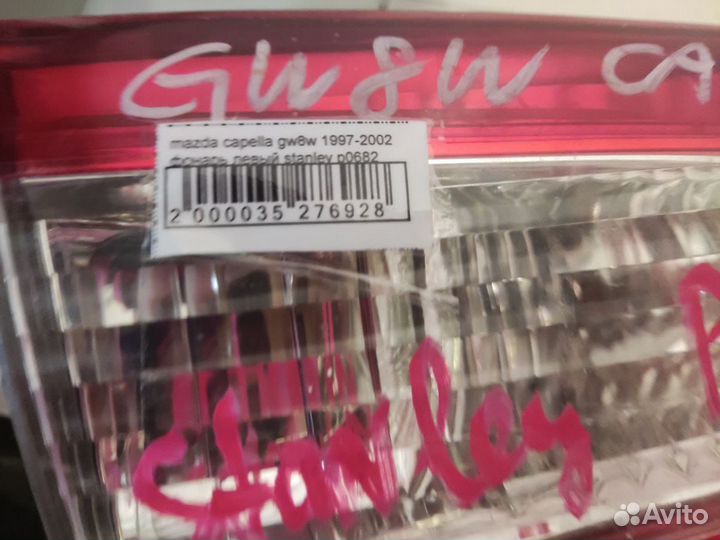 GW8W CA
mazda capella gw8w 1997-2002
фонарь левый stanley p0682
2 000035 276928
Stanley P
Avito